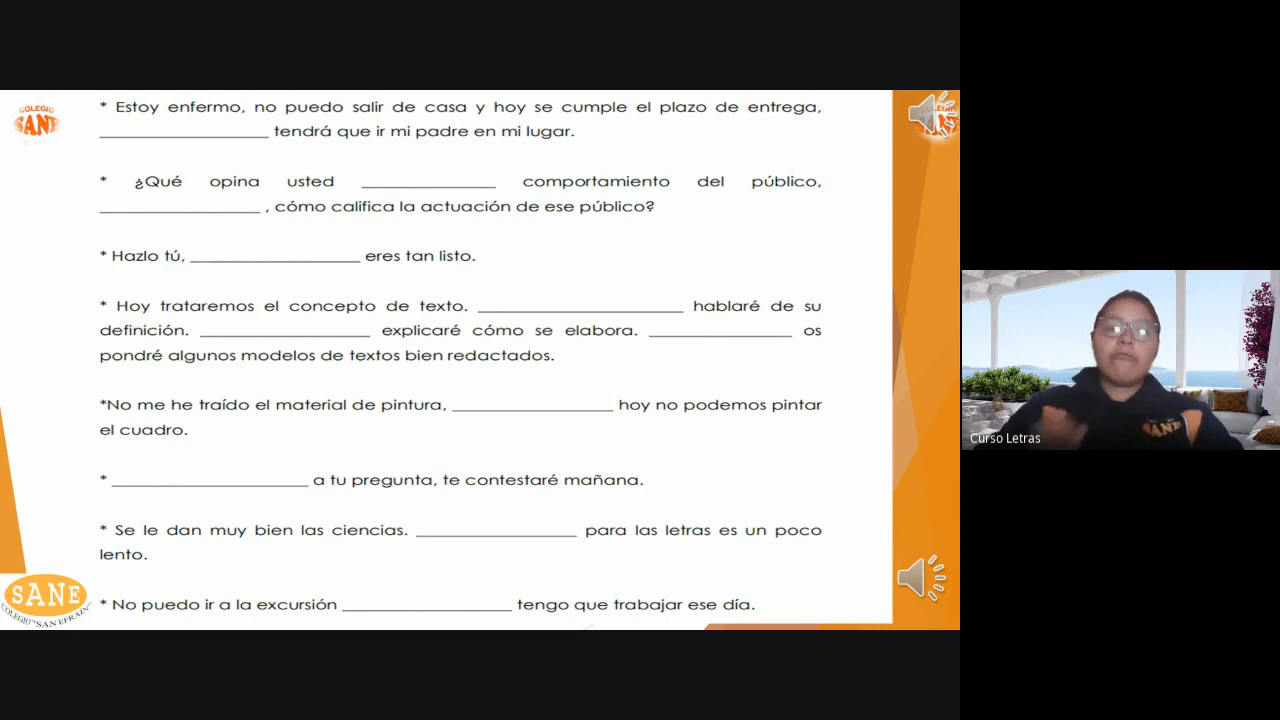 COLEGIO
SANE
* Estoy enfermo, no puedo salir de casa y hoy se cumple el plazo de entrega,
____________________ tendrá que ir mi padre en mi lugar.
* ¿Qué opina usted ________________ comportamiento del público,
___________________ , cómo califica la actuación de ese público?
* Hazlo tú, ____________________ eres tan listo.
* Hoy trataremos el concepto de texto. ________________________ hablaré de su
definición. ____________________ explicaré cómo se elabora. _________________ os
pondré algunos modelos de textos bien redactados.
*No me he traído el material de pintura, ___________________ hoy no podemos pintar
el cuadro.
* _______________________ a tu pregunta, te contestaré mañana.
* Se le dan muy bien las ciencias. ___________________ para las letras es un poco
lento.
* No puedo ir a la excursión ____________________ tengo que trabajar ese día.
SANE
COLEGIO "SAN EFRAIN"
Curso Letras
SANE